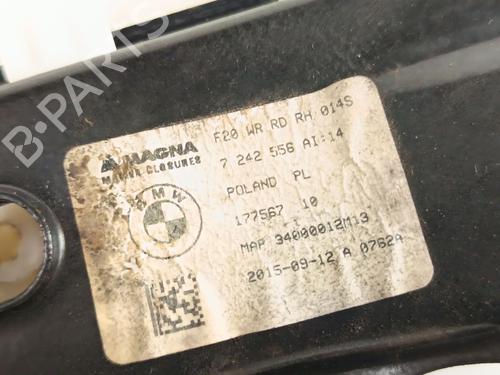 MAGNA
MAGNA CLOSURES
BMW
F20 WR RD RH 014S
7 242 556 AI:14
POLAND PL
177567 10
MAP 34000012M13
2015-09-12 A 0762A
B-PARTS